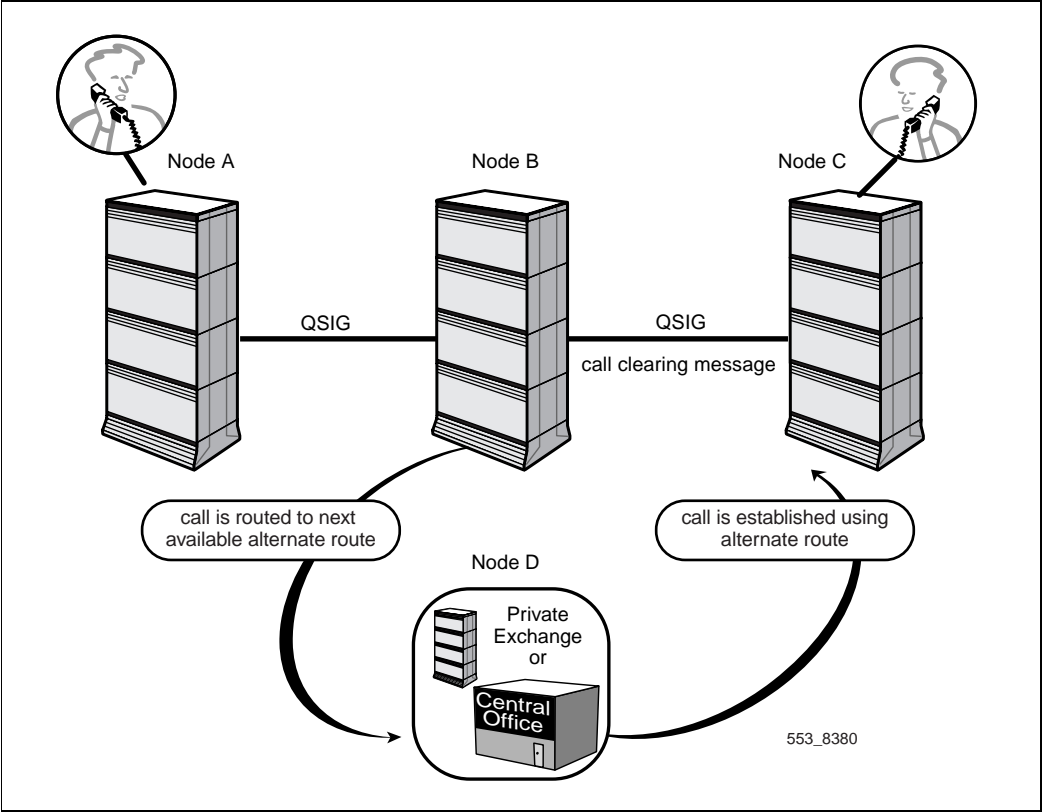 Node A
Node B
Node C
QSIG
QSIG
call clearing message
call is routed to next
available alternate route
call is established using
alternate route
Node D
Private
Exchange
or
Central
Office
553_8380